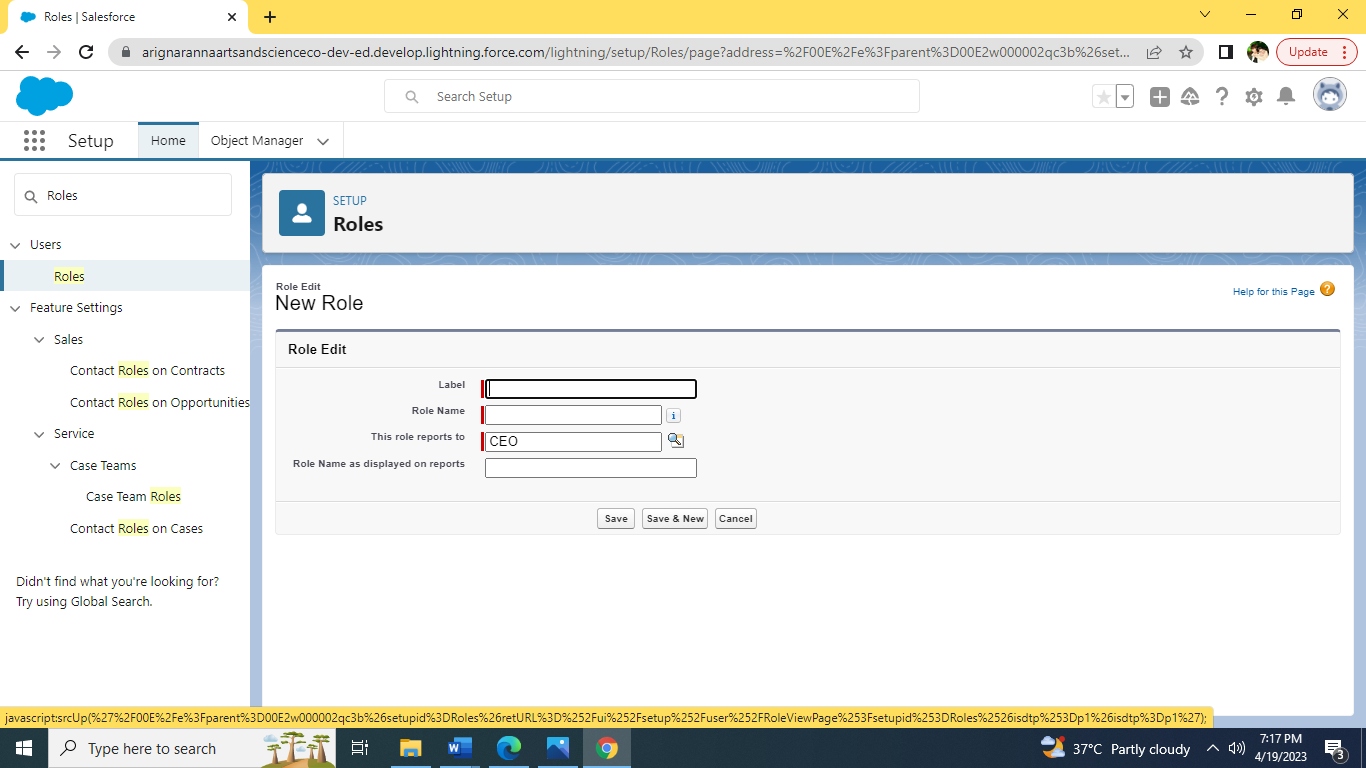 Roles | Salesforce
arignarannaartsandscienceco-dev-ed.develop.lightning.force.com/lightning/setup/Roles/page?address=%2F00E%2Fe%3Fparent%3D00E2w000002qc3b%26set...
Update
Search Setup
Setup
Home
Object Manager
Roles
Users
Roles
Feature Settings
Sales
Contact Roles on Contracts
Contact Roles on Opportunities
Service
Case Teams
Case Team Roles
Contact Roles on Cases
Didn't find what you're looking for?
Try using Global Search.
SETUP
Roles
Role Edit
New Role
Help for this Page
Role Edit
Label
Role Name
This role reports to CEO
Role Name as displayed on reports
Save Save & New Cancel
javascript:srcUp(%27%2F00E%2Fe%3Fparent%3D00E2w000002qc3b%26setupid%3DRoles%26retURL%3D%252Fui%252Fsetup%252Fuser%252FRoleViewPage%253Fsetupid%253DRoles%2526isdtp%253Dp1%26isdtp%3Dp1%27);
Type here to search
37°C Partly cloudy
7:17 PM
4/19/2023
3